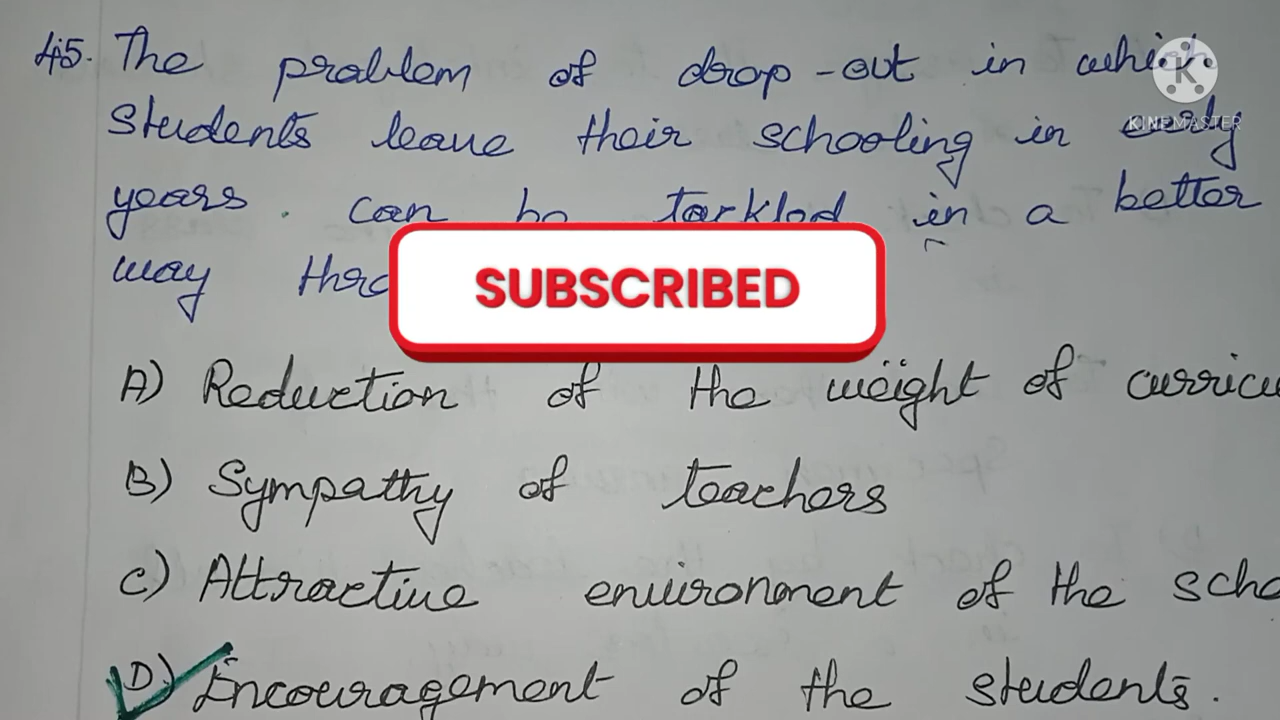 45. The problem of drop-out in which
KINEMASTER
students leave their schooling in early
years. can be tackled in a better
way
SUBSCRIBED
A) Reduction of the weight of
B) Sympathy of teachers
C) Attractive environment of the
D) Encouragement of the students.